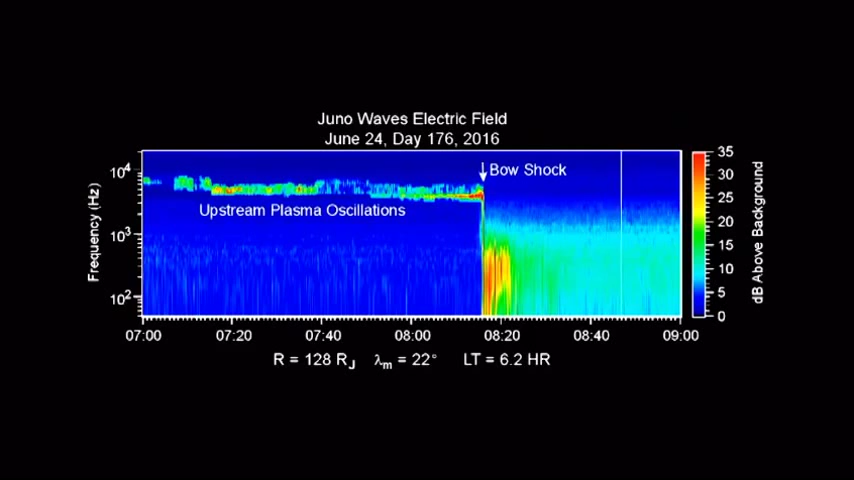 Juno Waves Electric Field
June 24, Day 176, 2016
Frequency (Hz)
10⁴
10³
10²
Bow Shock
Upstream Plasma Oscillations
35
30
25
20
15
10
5
0
dB Above Background
07:00 07:20 07:40 08:00 08:20 08:40 09:00
R = 128 R_J λ_m = 22° LT = 6.2 HR